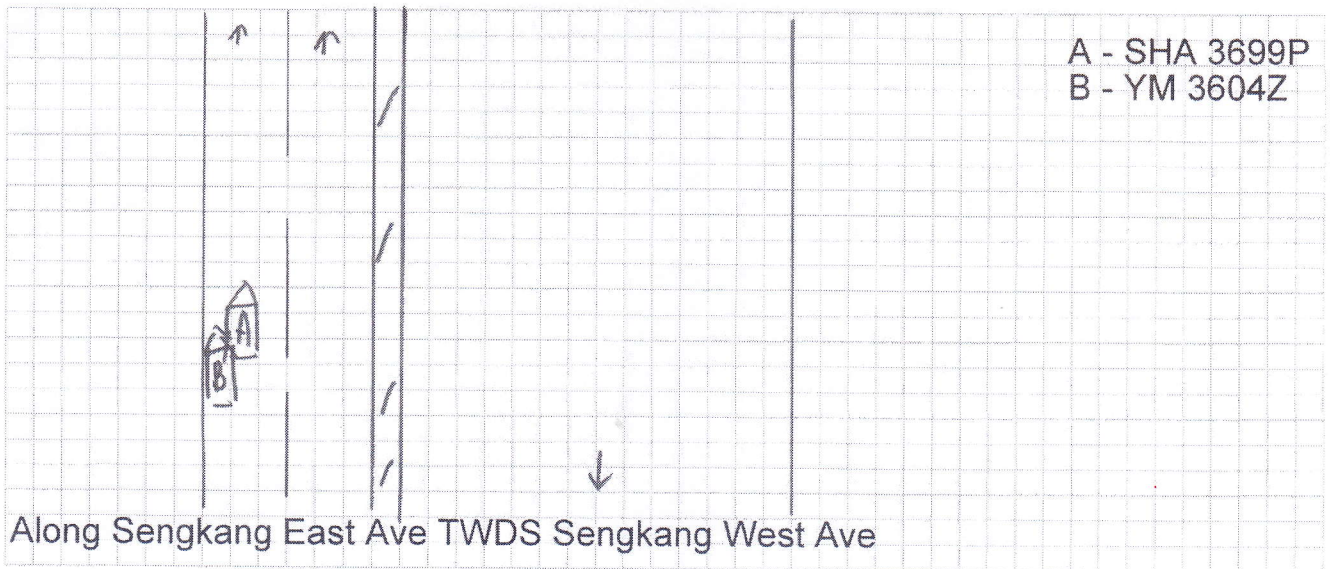 A - SHA 3699P
B - YM 3604Z
A
B
Along Sengkang East Ave TWDS Sengkang West Ave